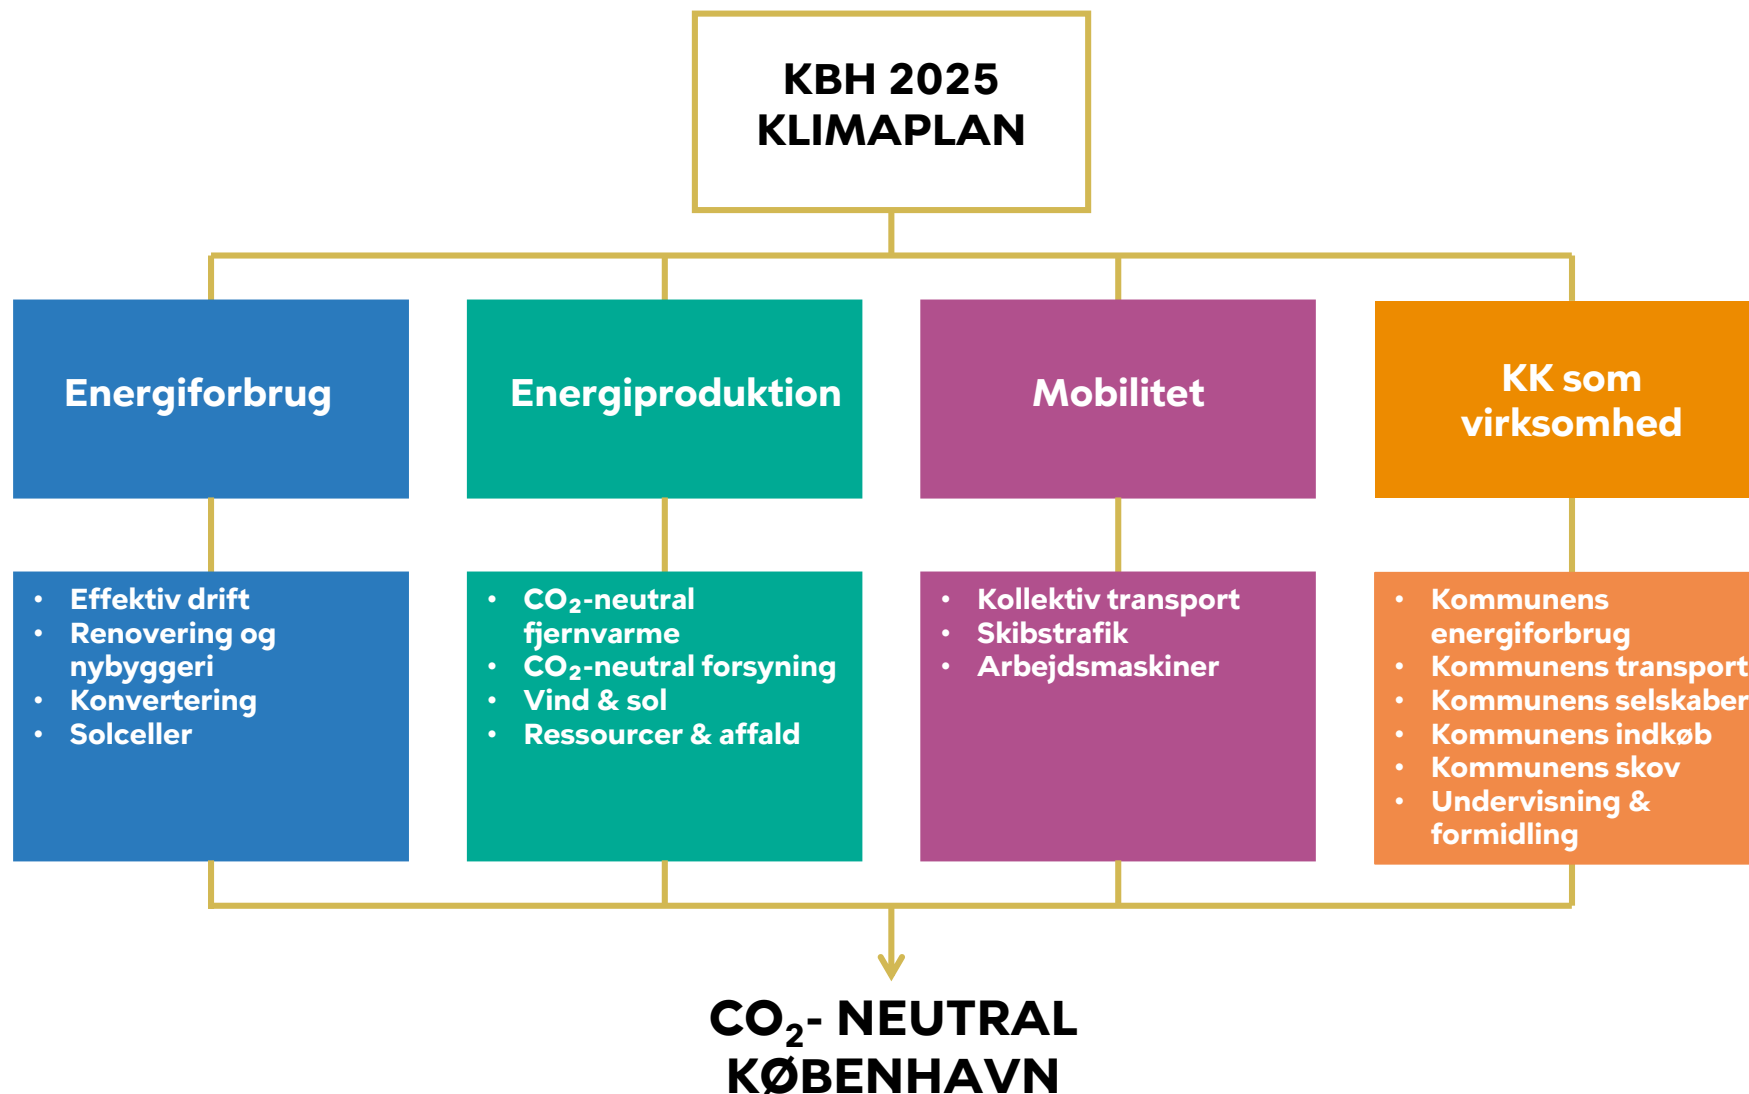 KBH 2025
KLIMAPLAN
Energiforbrug
Energiproduktion
Mobilitet
KK som
virksomhed
• Effektiv drift
• Renovering og
nybyggeri
• Konvertering
• Solceller
• CO₂-neutral
fjernvarme
• CO₂-neutral forsyning
• Vind & sol
• Ressourcer & affald
• Kollektiv transport
• Skibstrafik
• Arbejdsmaskiner
• Kommunens
energiforbrug
• Kommunens transport
• Kommunens selskaber
• Kommunens indkøb
• Kommunens skov
• Undervisning &
formidling
CO₂- NEUTRAL
KØBENHAVN